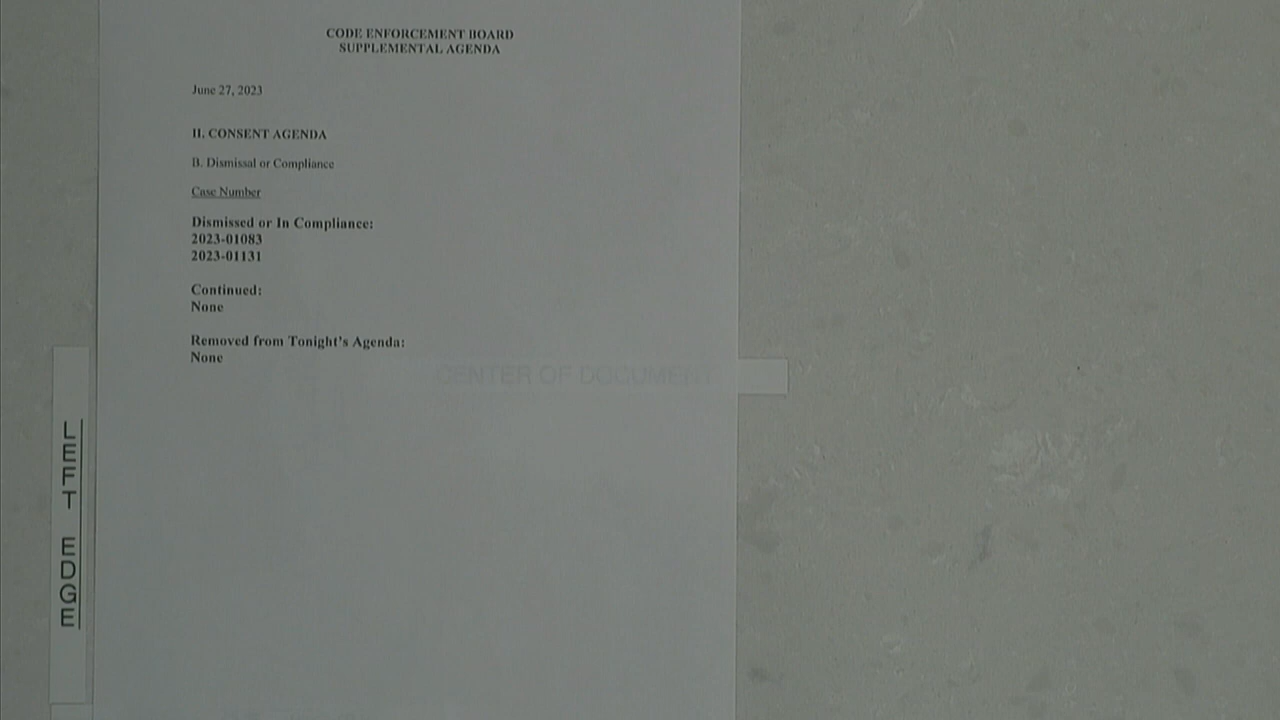 CODE ENFORCEMENT BOARD
SUPPLEMENTAL AGENDA
June 27, 2023
II. CONSENT AGENDA
B. Dismissal or Compliance
Case Number
Dismissed or In Compliance:
2023-01083
2023-01131
Continued:
None
Removed from Tonight's Agenda:
None
CENTER OF DOCUMENT
LEFT EDGE